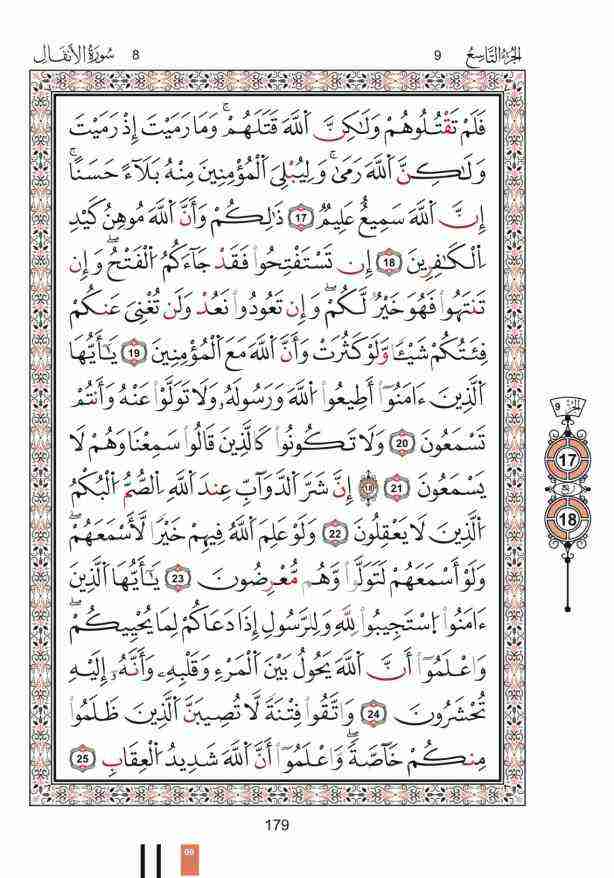 الجزء التاسع 9 8 سورة الأنفال
فَلَمْ تَقْتُلُوهُمْ وَلَٰكِنَّ ٱللَّهَ قَتَلَهُمْ ۚ وَمَا رَمَيْتَ إِذْ رَمَيْتَ
وَلَٰكِنَّ ٱللَّهَ رَمَىٰ ۚ وَلِيُبْلِىَ ٱلْمُؤْمِنِينَ مِنْهُ بَلَآءً حَسَنًا ۚ
إِنَّ ٱللَّهَ سَمِيعٌ عَلِيمٌ 17 ذَٰلِكُمْ وَأَنَّ ٱللَّهَ مُوهِنُ كَيْدِ
ٱلْكَٰفِرِينَ 18 إِن تَسْتَفْتِحُوا۟ فَقَدْ جَآءَكُمُ ٱلْفَتْحُ ۖ وَإِن
تَنتَهُوا۟ فَهُوَ خَيْرٌ لَّكُمْ ۖ وَإِن تَعُودُوا۟ نَعُدْ وَلَن تُغْنِىَ عَنكُمْ
فِئَتُكُمْ شَيْـًٔا وَلَوْ كَثُرَتْ وَأَنَّ ٱللَّهَ مَعَ ٱلْمُؤْمِنِينَ 19 يَٰٓأَيُّهَا
ٱلَّذِينَ ءَامَنُوٓا۟ أَطِيعُوا۟ ٱللَّهَ وَرَسُولَهُۥ وَلَا تَوَلَّوْا۟ عَنْهُ وَأَنتُمْ
تَسْمَعُونَ 20 وَلَا تَكُونُوا۟ كَٱلَّذِينَ قَالُوا۟ سَمِعْنَا وَهُمْ لَا
يَسْمَعُونَ 21 إِنَّ شَرَّ ٱلدَّوَآبِّ عِندَ ٱللَّهِ ٱلصُّمُّ ٱلْبُكْمُ
ٱلَّذِينَ لَا يَعْقِلُونَ 22 وَلَوْ عَلِمَ ٱللَّهُ فِيهِمْ خَيْرًا لَّأَسْمَعَهُمْ ۖ
وَلَوْ أَسْمَعَهُمْ لَتَوَلَّوا۟ وَّهُم مُّعْرِضُونَ 23 يَٰٓأَيُّهَا ٱلَّذِينَ
ءَامَنُوا۟ ٱسْتَجِيبُوا۟ لِلَّهِ وَلِلرَّسُولِ إِذَا دَعَاكُمْ لِمَا يُحْيِيكُمْ ۖ
وَٱعْلَمُوٓا۟ أَنَّ ٱللَّهَ يَحُولُ بَيْنَ ٱلْمَرْءِ وَقَلْبِهِۦ وَأَنَّهُۥٓ إِلَيْهِ
تُحْشَرُونَ 24 وَٱتَّقُوا۟ فِتْنَةً لَّا تُصِيبَنَّ ٱلَّذِينَ ظَلَمُوا۟
مِنكُمْ خَآصَّةً ۖ وَٱعْلَمُوٓا۟ أَنَّ ٱللَّهَ شَدِيدُ ٱلْعِقَابِ 25
9
17
18
179